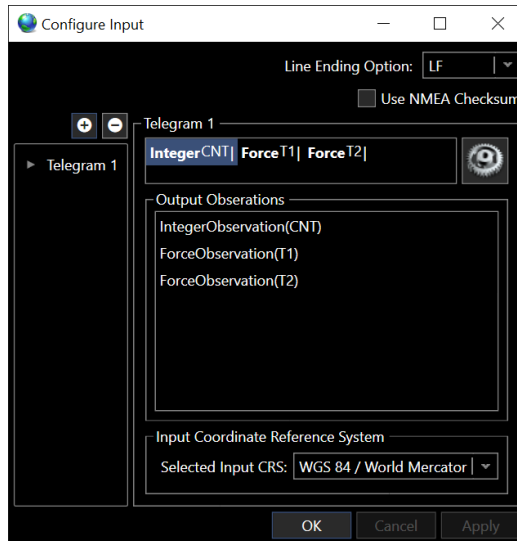 Configure Input
Line Ending Option: LF
Use NMEA Checksum
Telegram 1
Telegram 1
IntegerCNT| ForceT1| ForceT2|
Output Obserations
IntegerObservation(CNT)
ForceObservation(T1)
ForceObservation(T2)
Input Coordinate Reference System
Selected Input CRS: WGS 84 / World Mercator
OK Cancel Apply